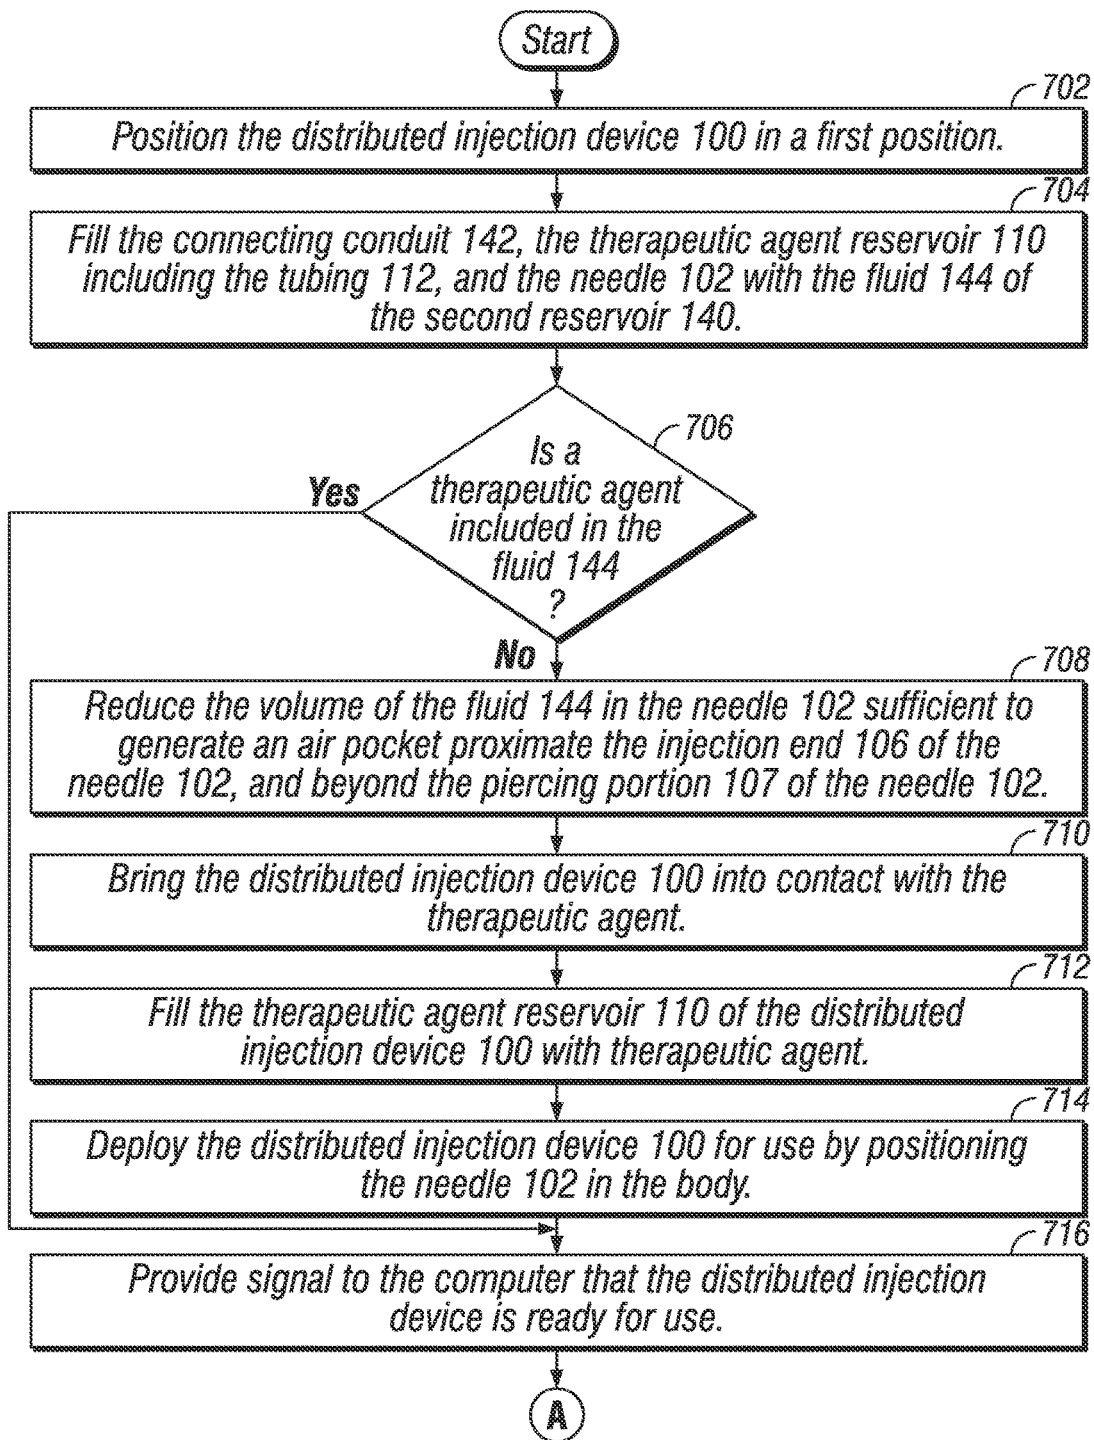 Start
702
Position the distributed injection device 100 in a first position.
704
Fill the connecting conduit 142, the therapeutic agent reservoir 110
including the tubing 112, and the needle 102 with the fluid 144 of
the second reservoir 140.
706
Is a
therapeutic agent
included in the
fluid 144
?
Yes
No
708
Reduce the volume of the fluid 144 in the needle 102 sufficient to
generate an air pocket proximate the injection end 106 of the
needle 102, and beyond the piercing portion 107 of the needle 102.
710
Bring the distributed injection device 100 into contact with the
therapeutic agent.
712
Fill the therapeutic agent reservoir 110 of the distributed
injection device 100 with therapeutic agent.
714
Deploy the distributed injection device 100 for use by positioning
the needle 102 in the body.
716
Provide signal to the computer that the distributed injection
device is ready for use.
A